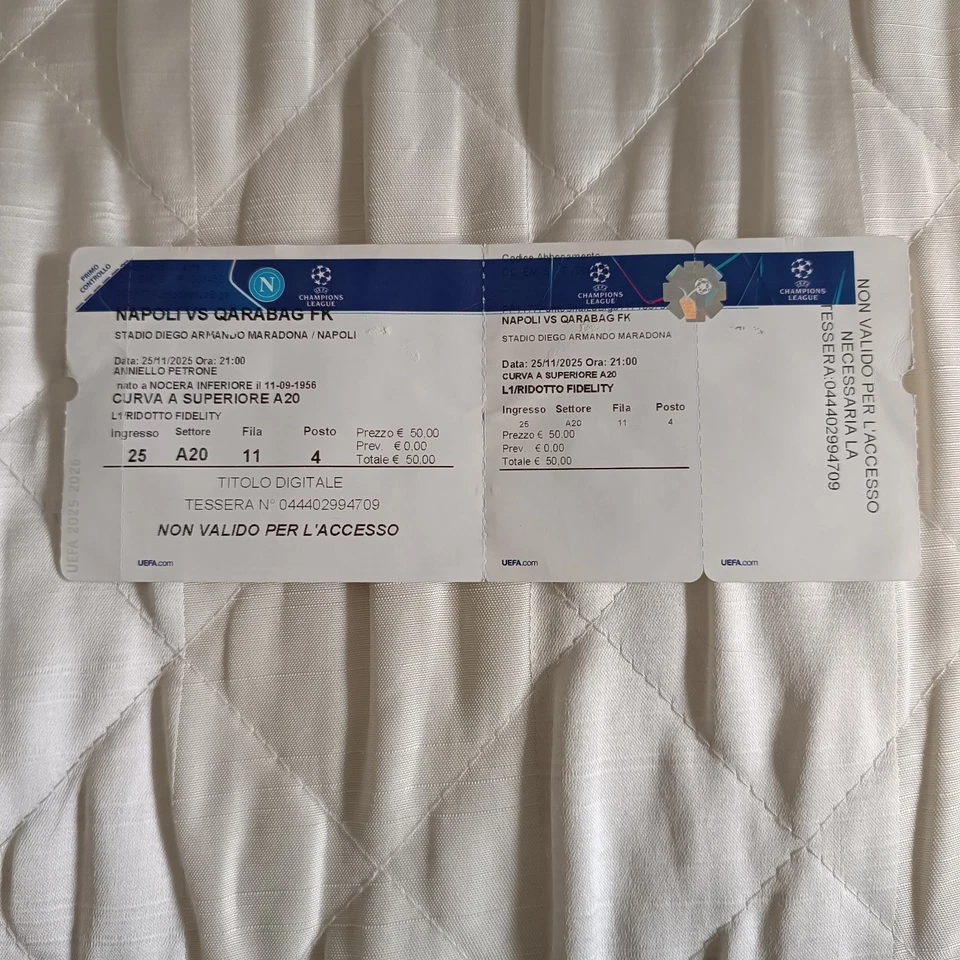 PRIMO
CONTROLLO
N
CHAMPIONS
LEAGUE
NAPOLI VS QARABAG FK
STADIO DIEGO ARMANDO MARADONA / NAPOLI
Data: 25/11/2025 Ora: 21:00
ANNIELLO PETRONE
nato a NOCERA INFERIORE il 11-09-1956
CURVA A SUPERIORE A20
L1/RIDOTTO FIDELITY
Ingresso Settore Fila Posto
25 A20 11 4
Prezzo € 50.00
Prev. € 0.00
Totale € 50.00
TITOLO DIGITALE
TESSERA N° 044402994709
NON VALIDO PER L'ACCESSO
UEFA 2025-2026
UEFA.com
Codice Abbonamento
CHAMPIONS
LEAGUE
NAPOLI VS QARABAG FK
STADIO DIEGO ARMANDO MARADONA
Data: 25/11/2025 Ora: 21:00
CURVA A SUPERIORE A20
L1/RIDOTTO FIDELITY
Ingresso Settore Fila Posto
25 A20 11 4
Prezzo € 50.00
Prev. € 0.00
Totale € 50.00
UEFA.com
CHAMPIONS
LEAGUE
NON VALIDO PER L'ACCESSO
NECESSARIA LA
TESSERA:044402994709
UEFA.com